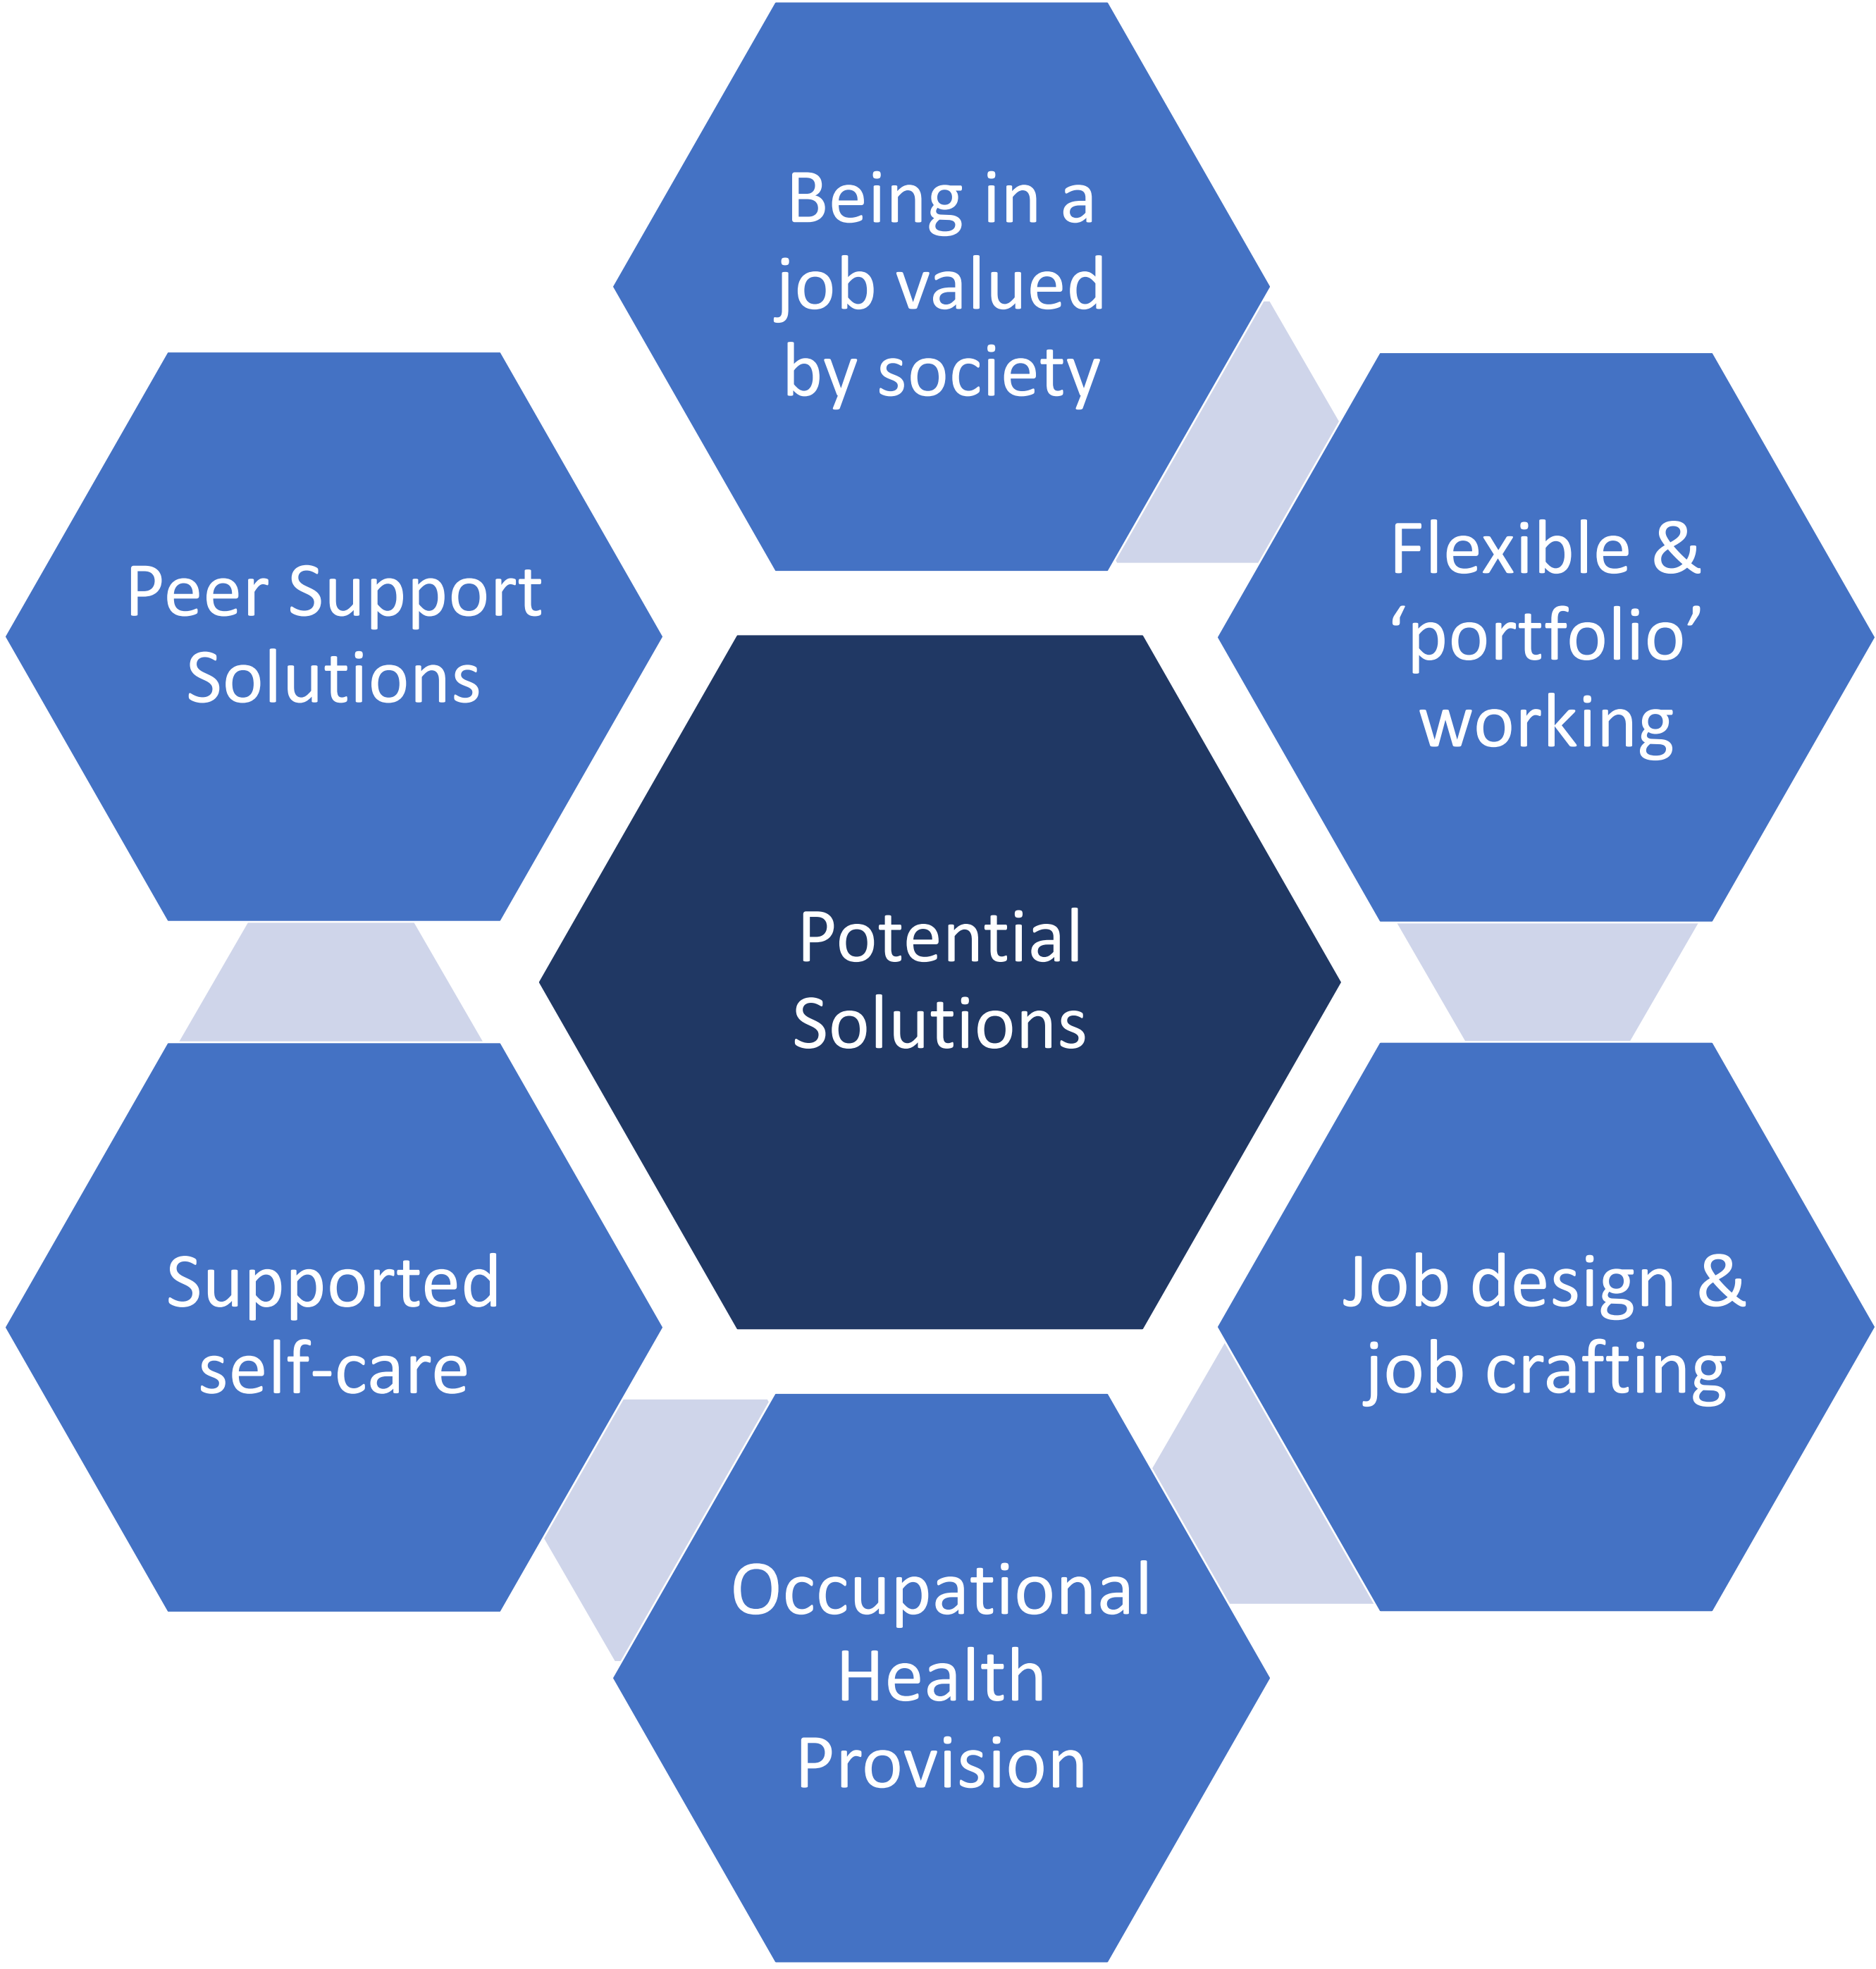 Being in a
job valued
by society
Flexible &
‘portfolio’
working
Peer Support
Solutions
Potential
Solutions
Supported
self-care
Job design &
job crafting
Occupational
Health
Provision